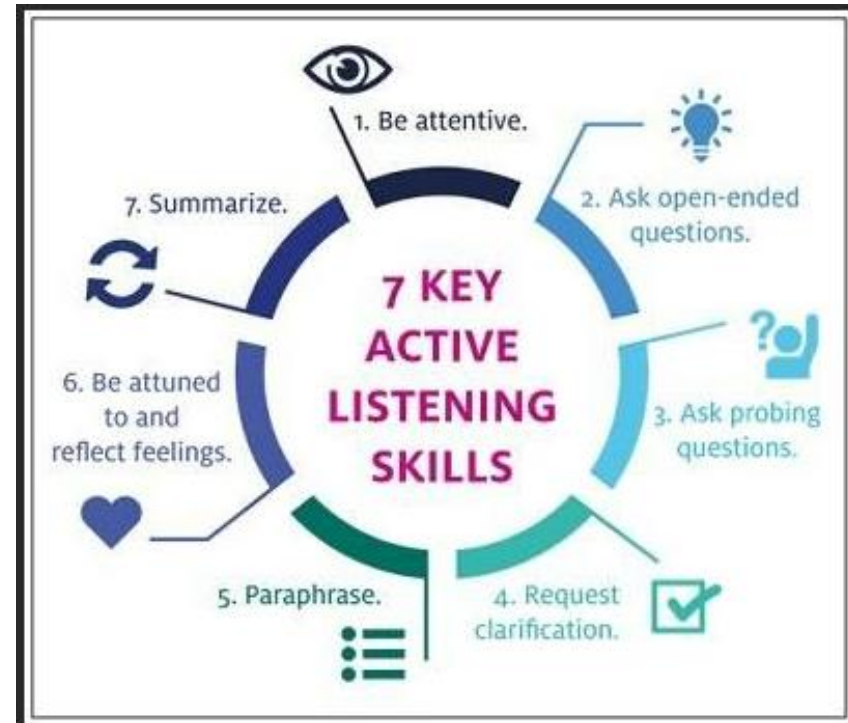 7 KEY
ACTIVE
LISTENING
SKILLS
1. Be attentive.
2. Ask open-ended
questions.
?
3. Ask probing
questions.
4. Request
clarification.
5. Paraphrase.
6. Be attuned
to and
reflect feelings.
7. Summarize.